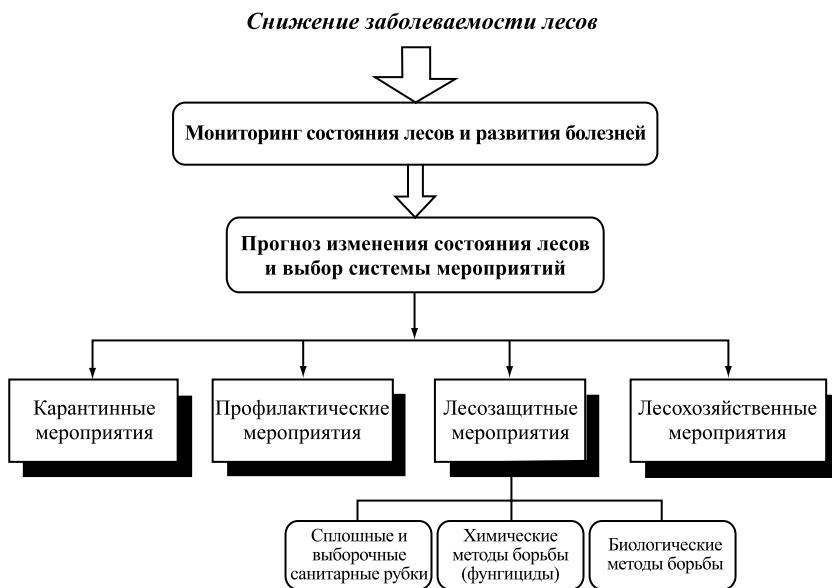 Снижение заболеваемости лесов
Мониторинг состояния лесов и развития болезней
Прогноз изменения состояния лесов
и выбор системы мероприятий
Карантинные
мероприятия
Профилактические
мероприятия
Лесозащитные
мероприятия
Лесохозяйственные
мероприятия
Сплошные и
выборочные
санитарные рубки
Химические
методы борьбы
(фунгициды)
Биологические
методы борьбы